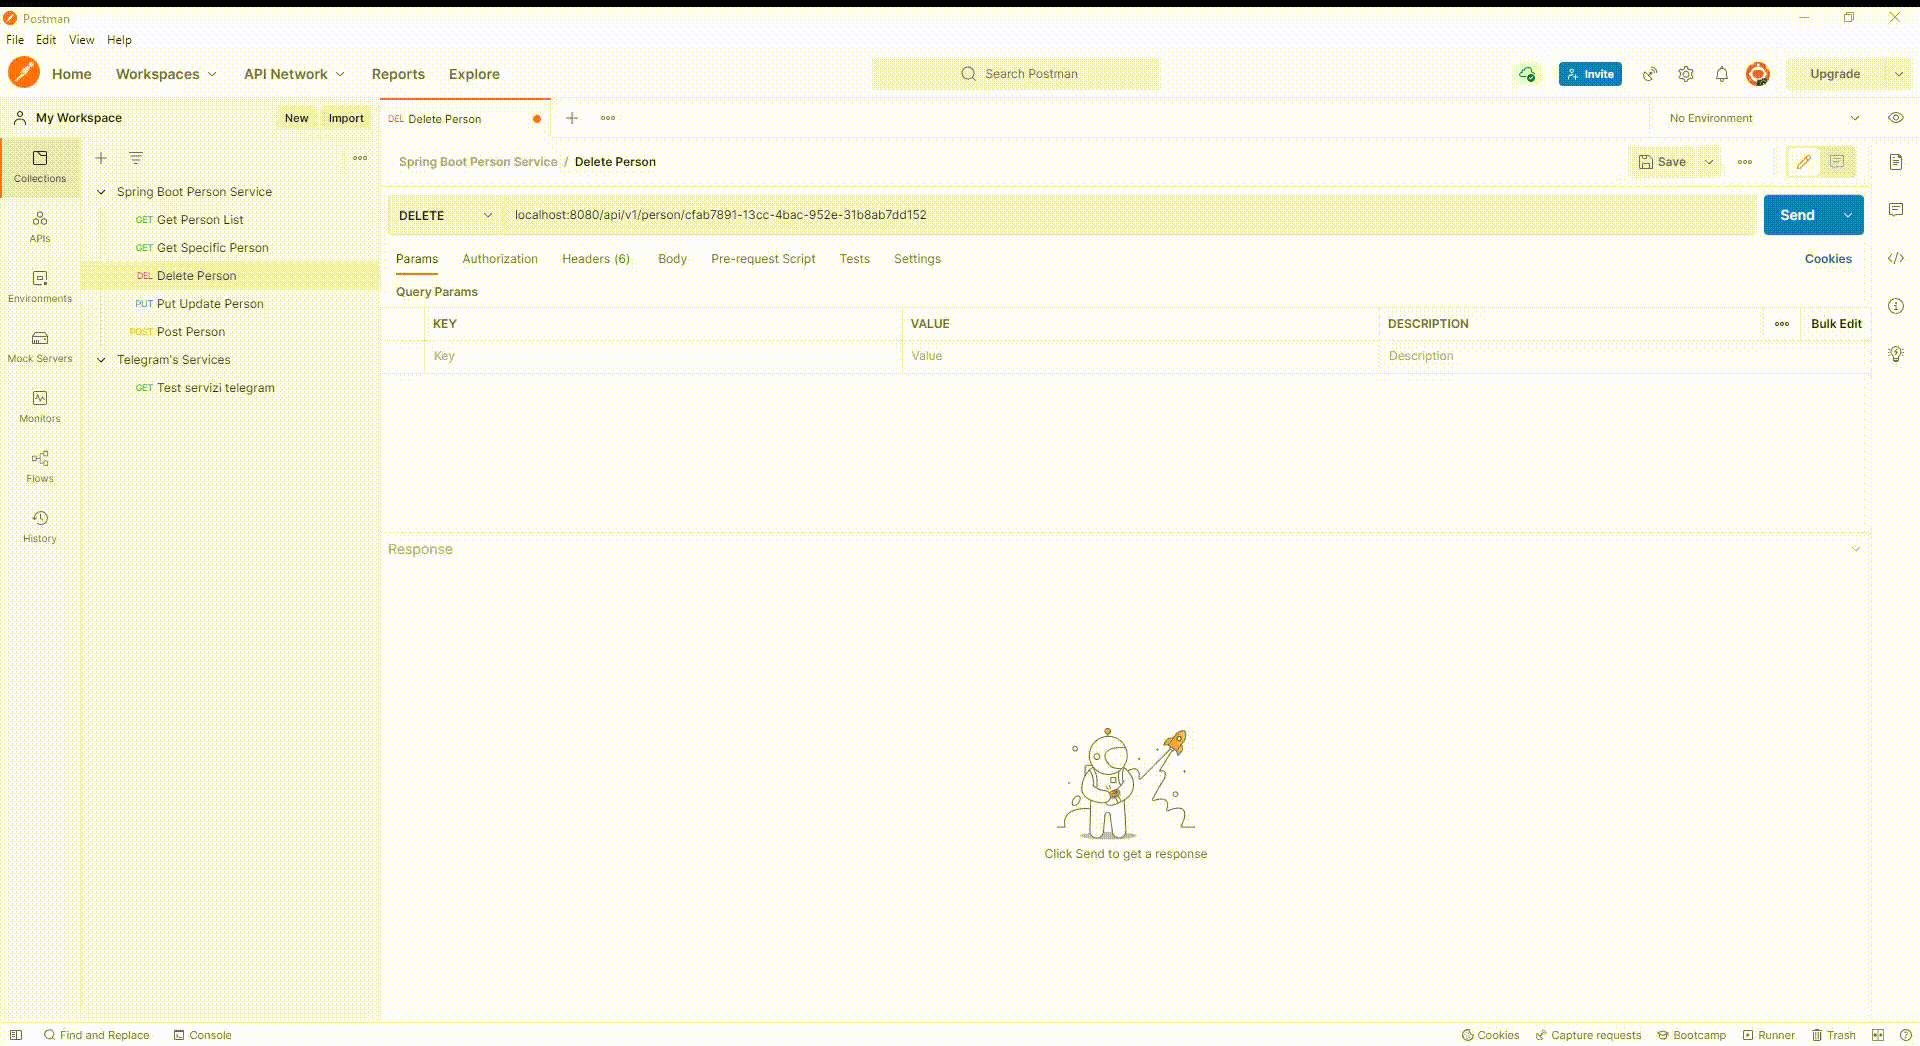 Postman
File Edit View Help
Home Workspaces API Network Reports Explore Search Postman Invite Upgrade
My Workspace New Import DEL Delete Person No Environment
Spring Boot Person Service / Delete Person Save
Collections
APIs
Environments
Mock Servers
Monitors
Flows
History
Spring Boot Person Service
GET Get Person List
GET Get Specific Person
DEL Delete Person
PUT Put Update Person
POST Post Person
Telegram's Services
GET Test servizi telegram
DELETE localhost:8080/api/v1/person/cfab7891-13cc-4bac-952e-31b8ab7dd152 Send
Params Authorization Headers (6) Body Pre-request Script Tests Settings Cookies
Query Params
KEY VALUE DESCRIPTION Bulk Edit
Key Value Description
Response
Click Send to get a response
Find and Replace Console Cookies Capture requests Bootcamp Runner Trash